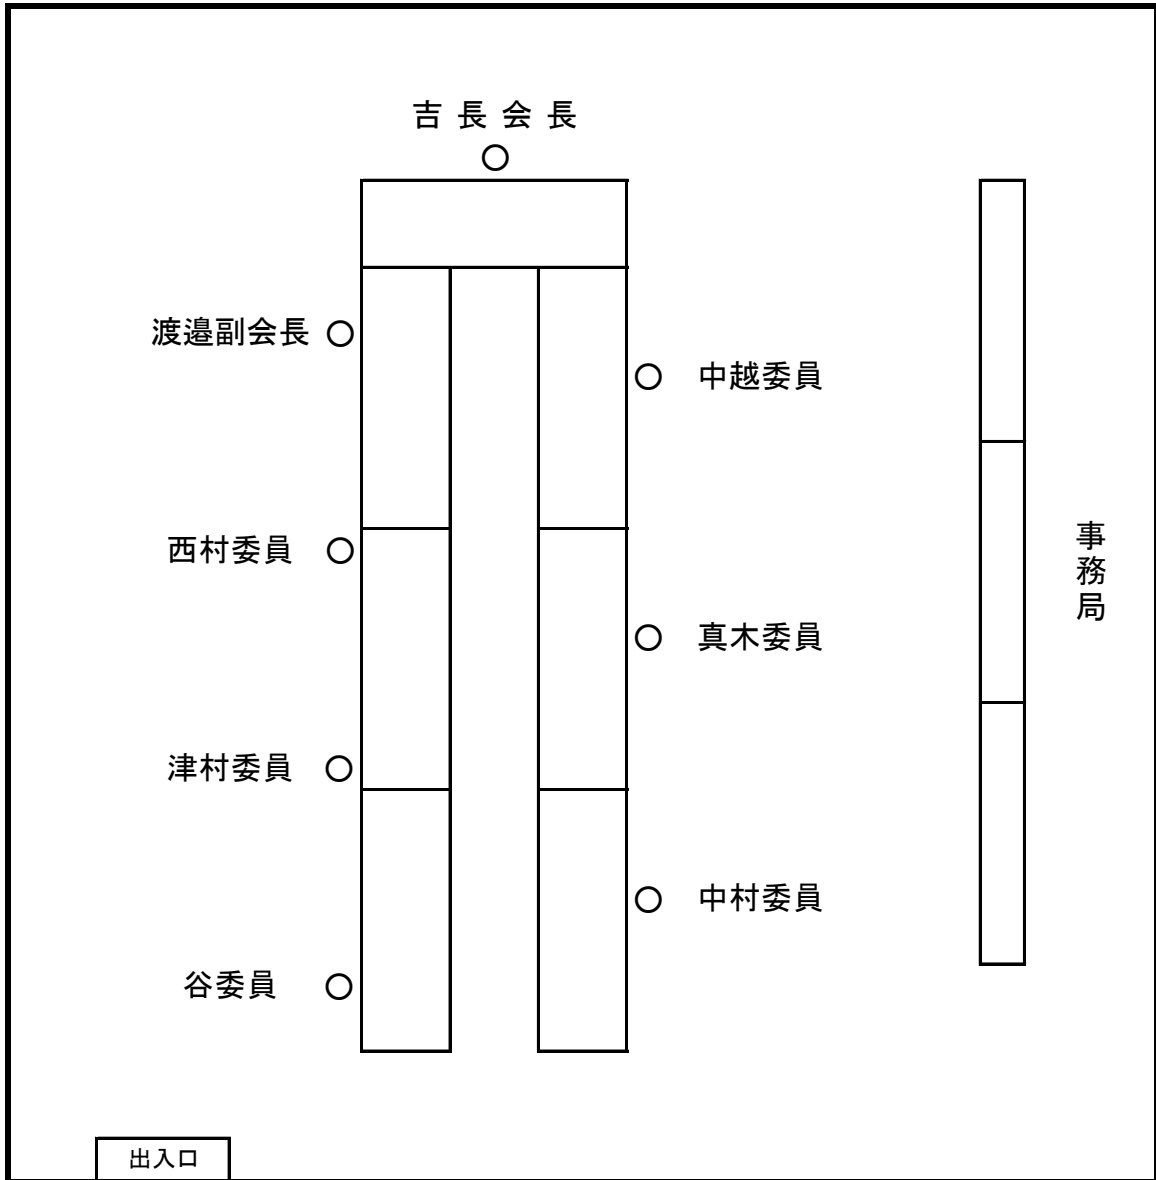 吉長会長
渡邉副会長
中越委員
西村委員
事務局
真木委員
津村委員
中村委員
谷委員
出入口